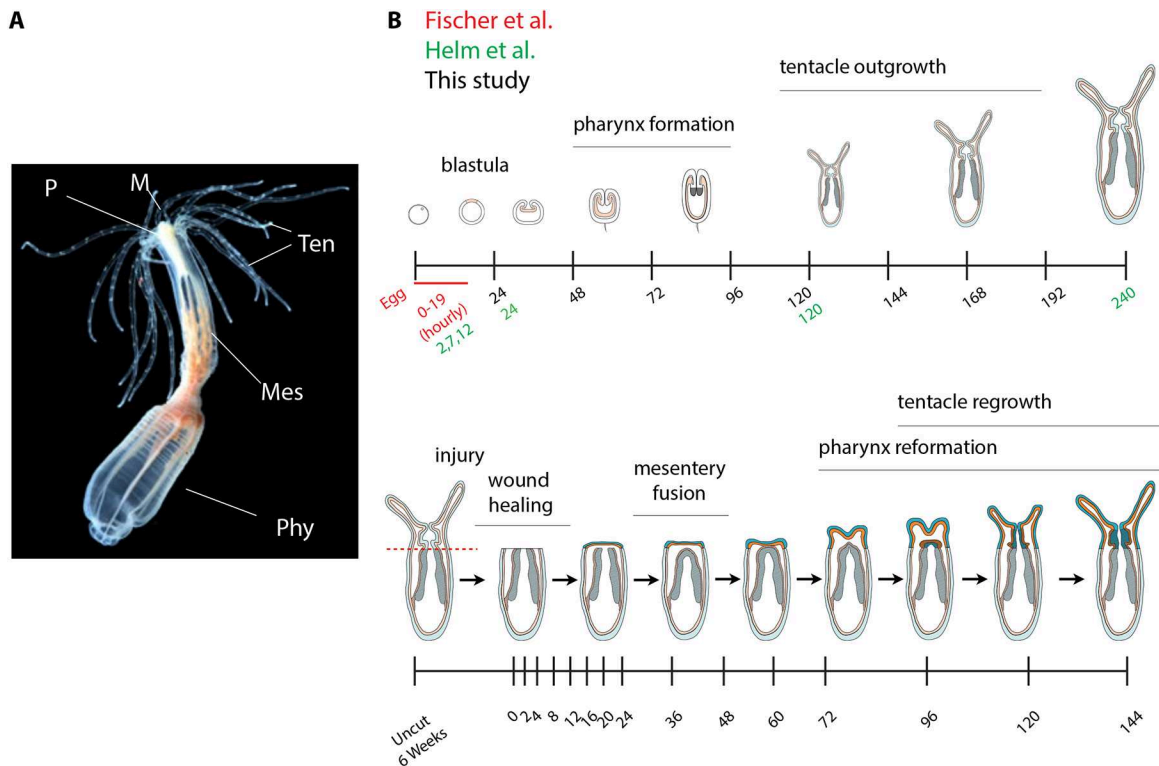 A
P
M
Ten
Mes
Phy
B
Fischer et al.
Helm et al.
This study
blastula
pharynx formation
tentacle outgrowth
Egg
0-19
(hourly)
2,7,12
24
24
48
72
96
120
120
144
168
192
240
injury
wound
healing
mesentery
fusion
tentacle regrowth
pharynx reformation
Uncut
6 Weeks
0
2
4
8
12
16
20
24
36
48
60
72
96
120
144